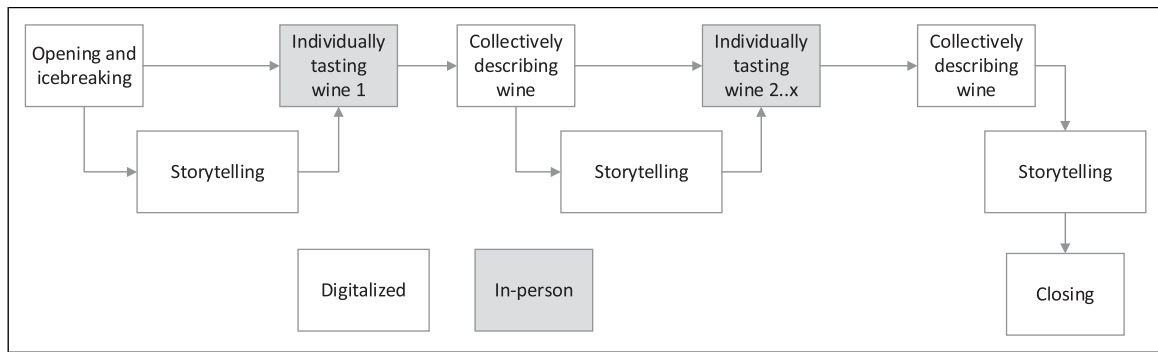 Opening and
icebreaking
Individually
tasting
wine 1
Collectively
describing
wine
Individually
tasting
wine 2..x
Collectively
describing
wine
Storytelling
Storytelling
Storytelling
Digitalized
In-person
Closing